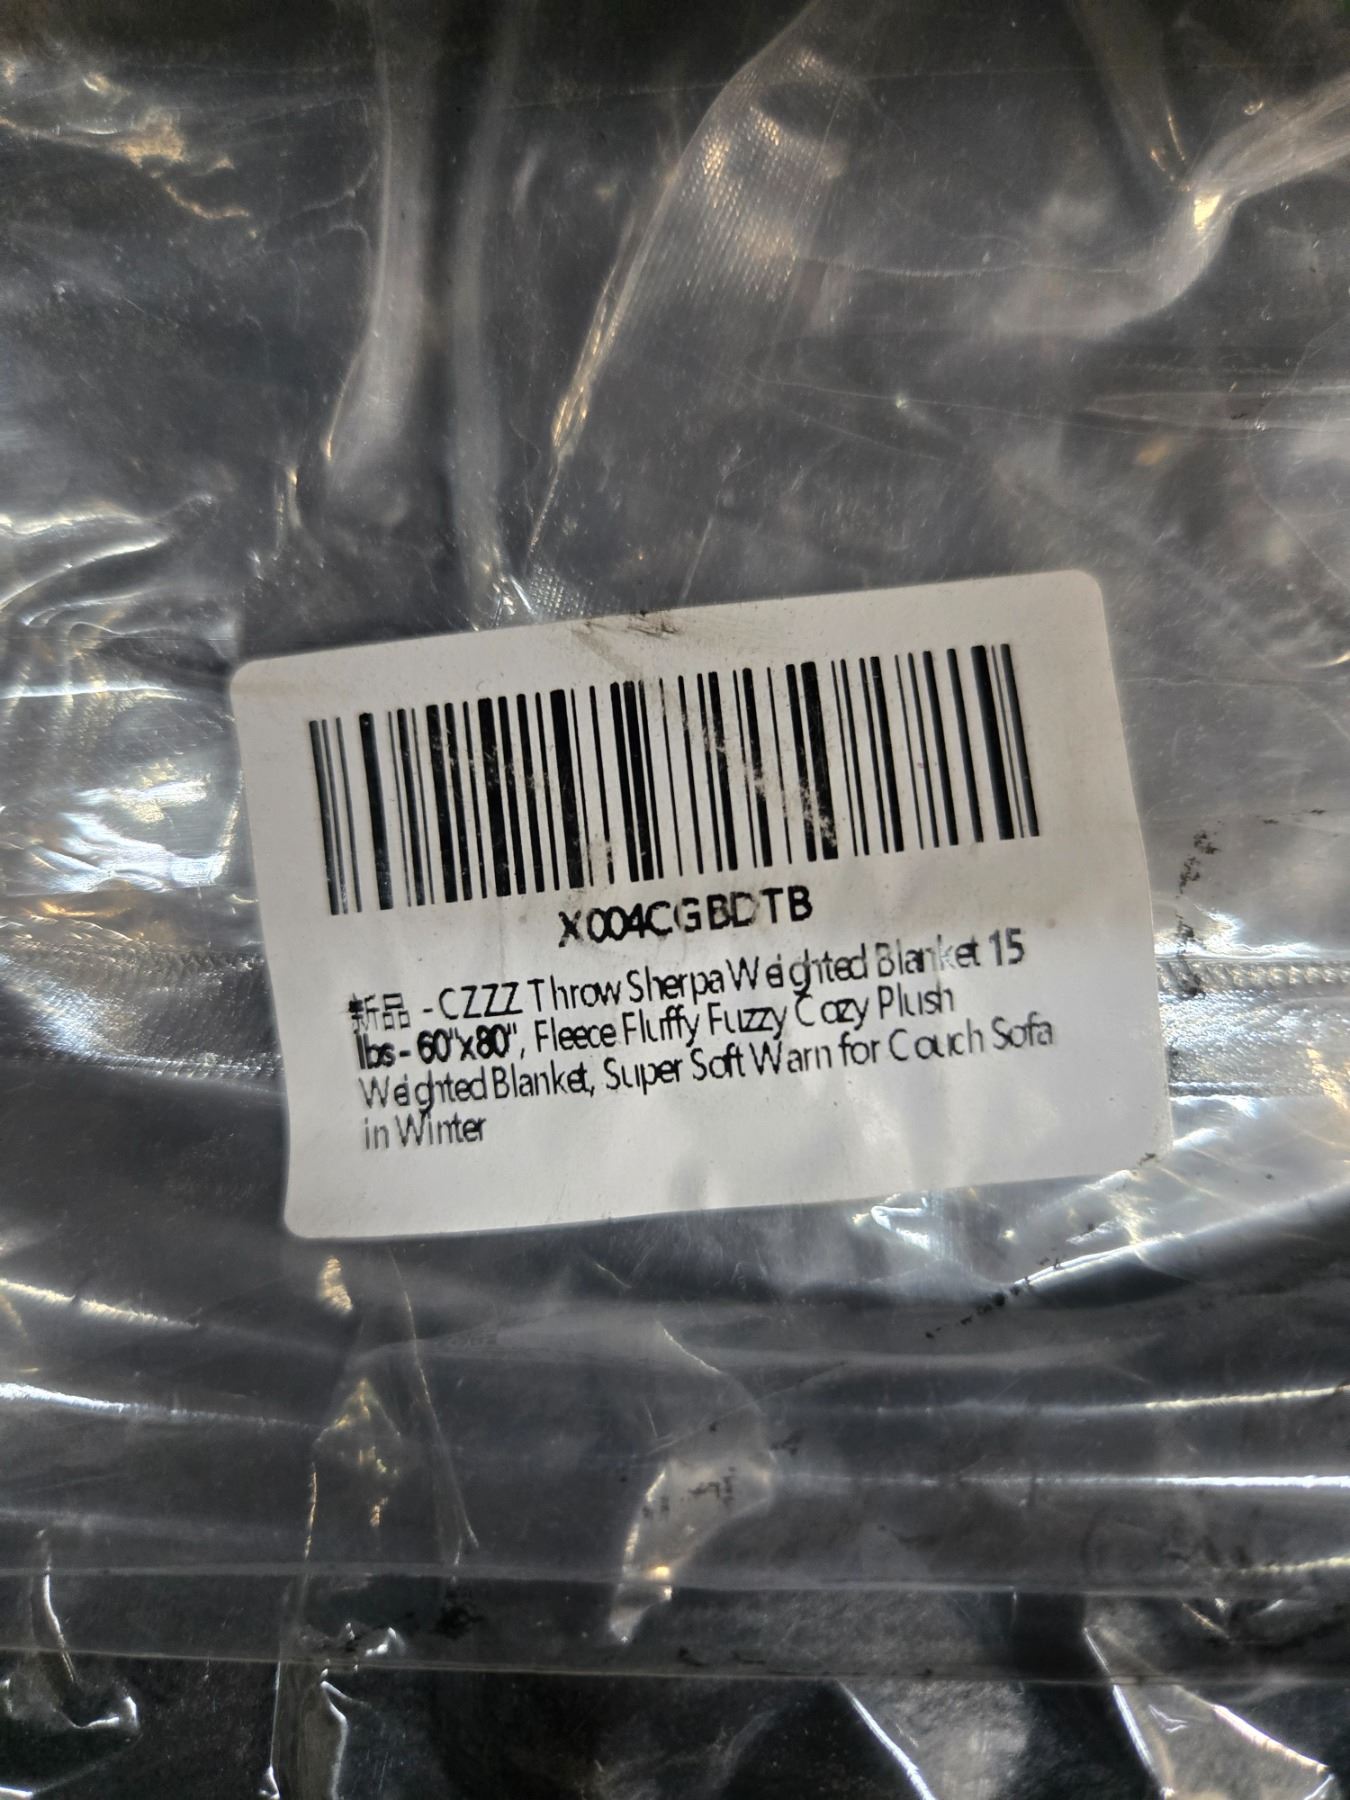 X004CGBDTB
新品 - CZZZ Throw Sherpa Weighted Blanket 15
lbs - 60"x80", Fleece Fluffy Fuzzy Cozy Plush
Weighted Blanket, Super Soft Warm for Couch Sofa
in Winter